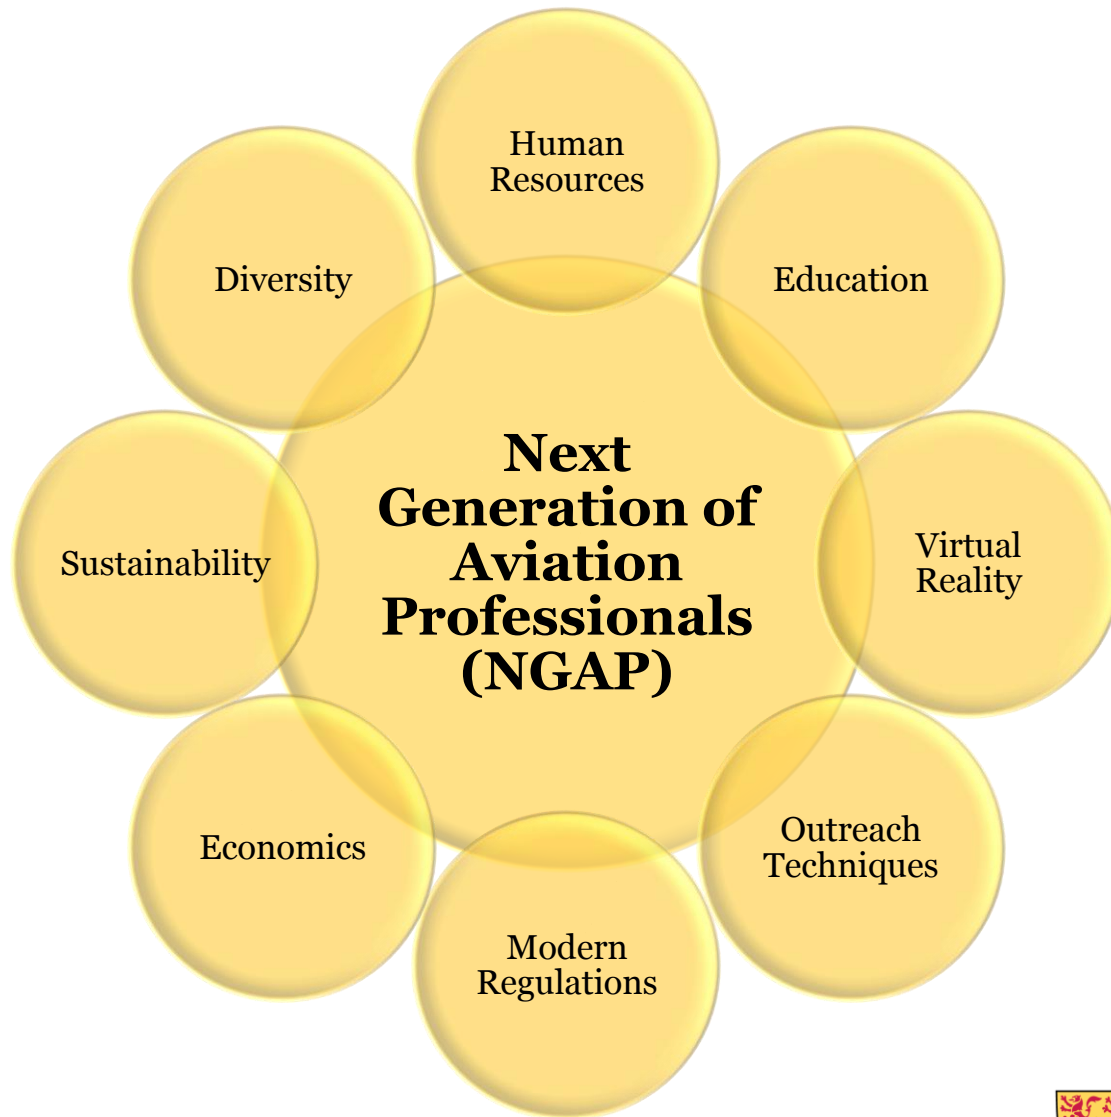 Human
Resources
Diversity
Education
Next
Generation of
Aviation
Professionals
(NGAP)
Sustainability
Virtual
Reality
Economics
Outreach
Techniques
Modern
Regulations